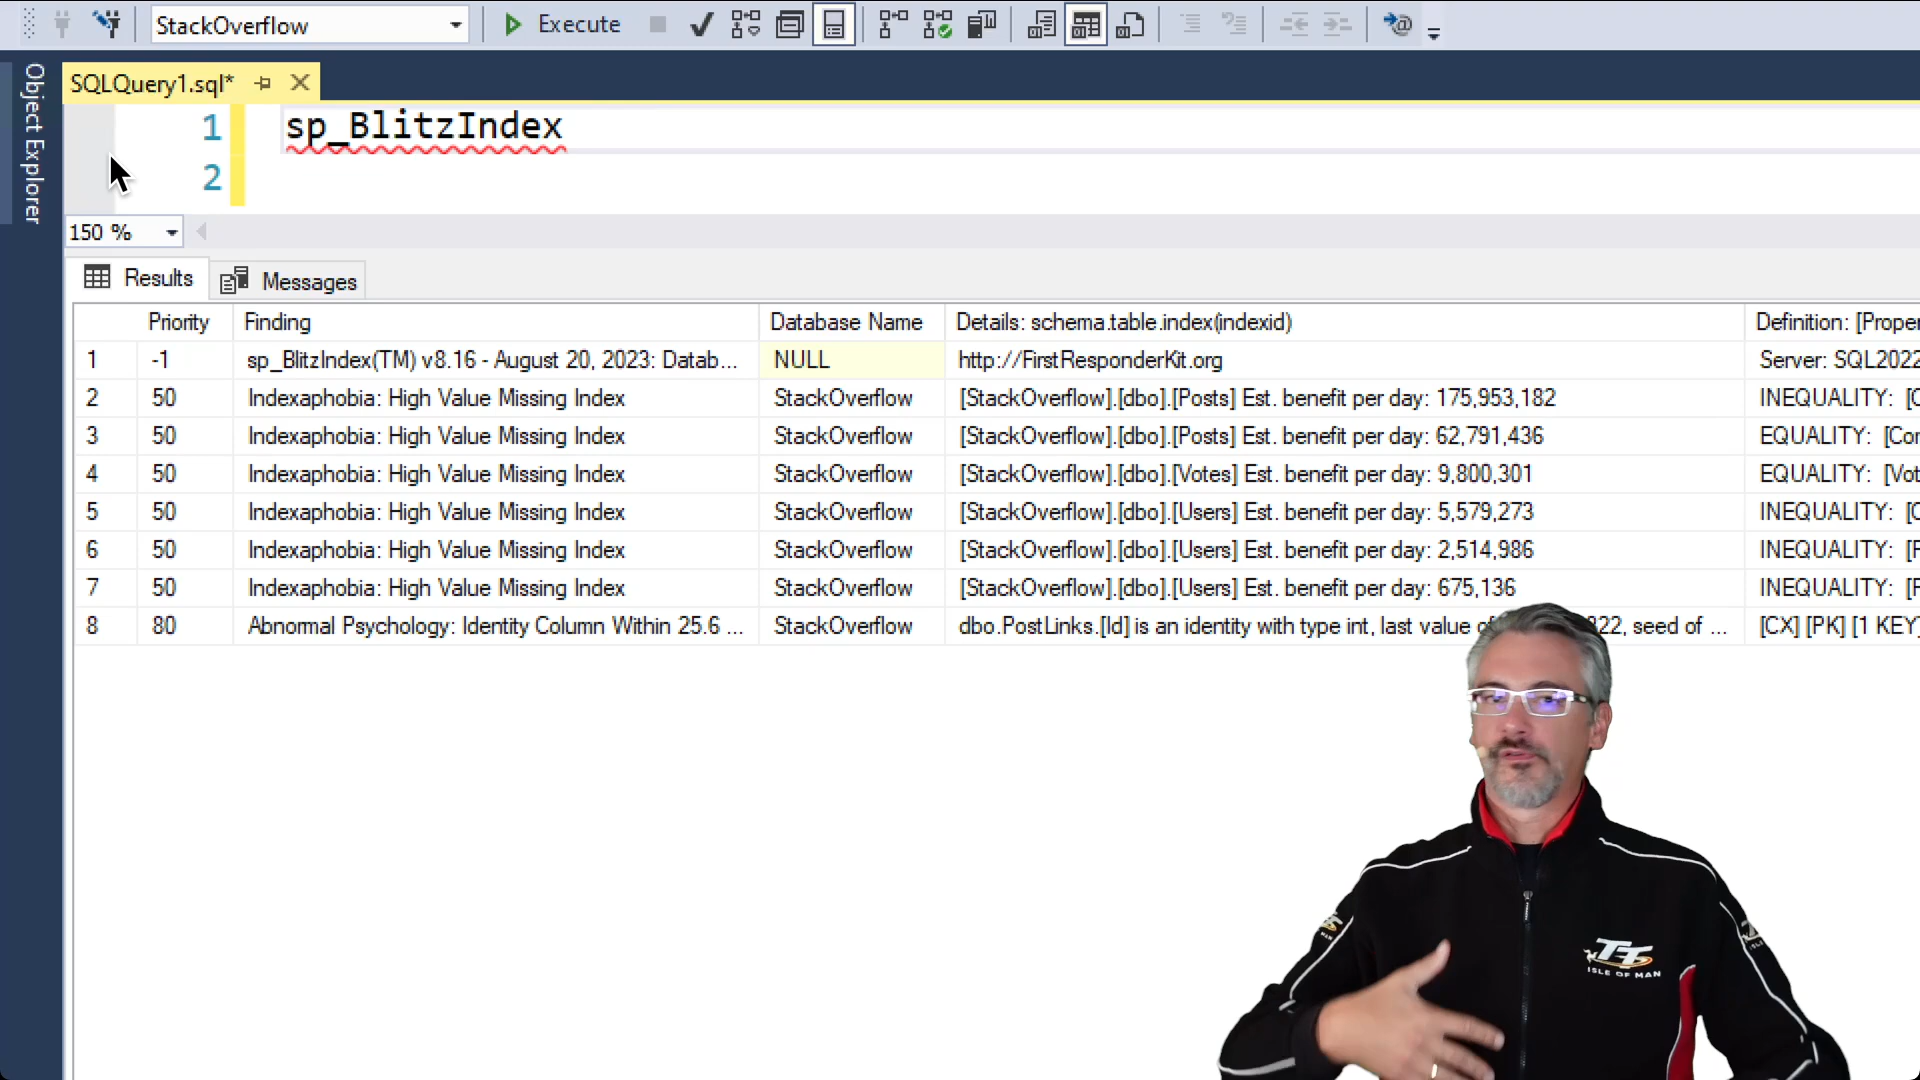 StackOverflow
Execute
Object Explorer
SQLQuery1.sql*
1 sp_BlitzIndex
2
150 %
Results Messages
Priority Finding Database Name Details: schema.table.index(indexid) Definition: [Proper
1 -1 sp_BlitzIndex(TM) v8.16 - August 20, 2023: Datab... NULL http://FirstResponderKit.org Server: SQL2022
2 50 Indexaphobia: High Value Missing Index StackOverflow [StackOverflow].[dbo].[Posts] Est. benefit per day: 175,953,182 INEQUALITY: [C
3 50 Indexaphobia: High Value Missing Index StackOverflow [StackOverflow].[dbo].[Posts] Est. benefit per day: 62,791,436 EQUALITY: [Con
4 50 Indexaphobia: High Value Missing Index StackOverflow [StackOverflow].[dbo].[Votes] Est. benefit per day: 9,800,301 EQUALITY: [Vot
5 50 Indexaphobia: High Value Missing Index StackOverflow [StackOverflow].[dbo].[Users] Est. benefit per day: 5,579,273 INEQUALITY: [C
6 50 Indexaphobia: High Value Missing Index StackOverflow [StackOverflow].[dbo].[Users] Est. benefit per day: 2,514,986 INEQUALITY: [F
7 50 Indexaphobia: High Value Missing Index StackOverflow [StackOverflow].[dbo].[Users] Est. benefit per day: 675,136 INEQUALITY: [F
8 80 Abnormal Psychology: Identity Column Within 25.6 ... StackOverflow dbo.PostLinks.[Id] is an identity with type int, last value 22, seed of ... [CX] [PK] [1 KEY]
TT
ISLE OF MAN